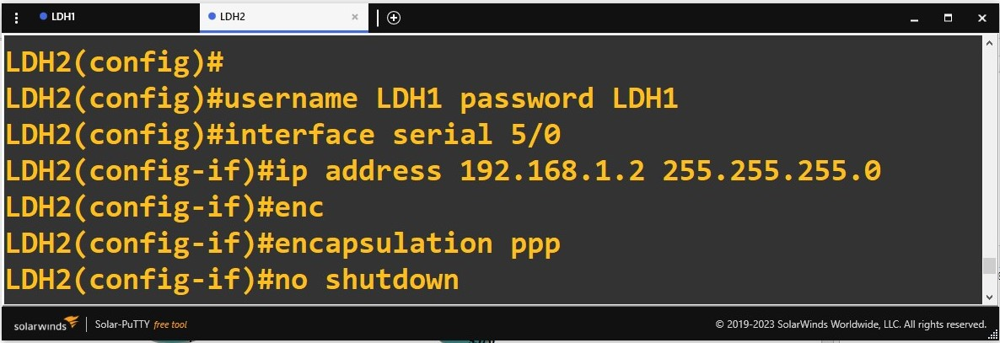 LDH1
LDH2
LDH2(config)#
LDH2(config)#username LDH1 password LDH1
LDH2(config)#interface serial 5/0
LDH2(config-if)#ip address 192.168.1.2 255.255.255.0
LDH2(config-if)#enc
LDH2(config-if)#encapsulation ppp
LDH2(config-if)#no shutdown
solarwinds Solar-PuTTY free tool © 2019-2023 SolarWinds Worldwide, LLC. All rights reserved.